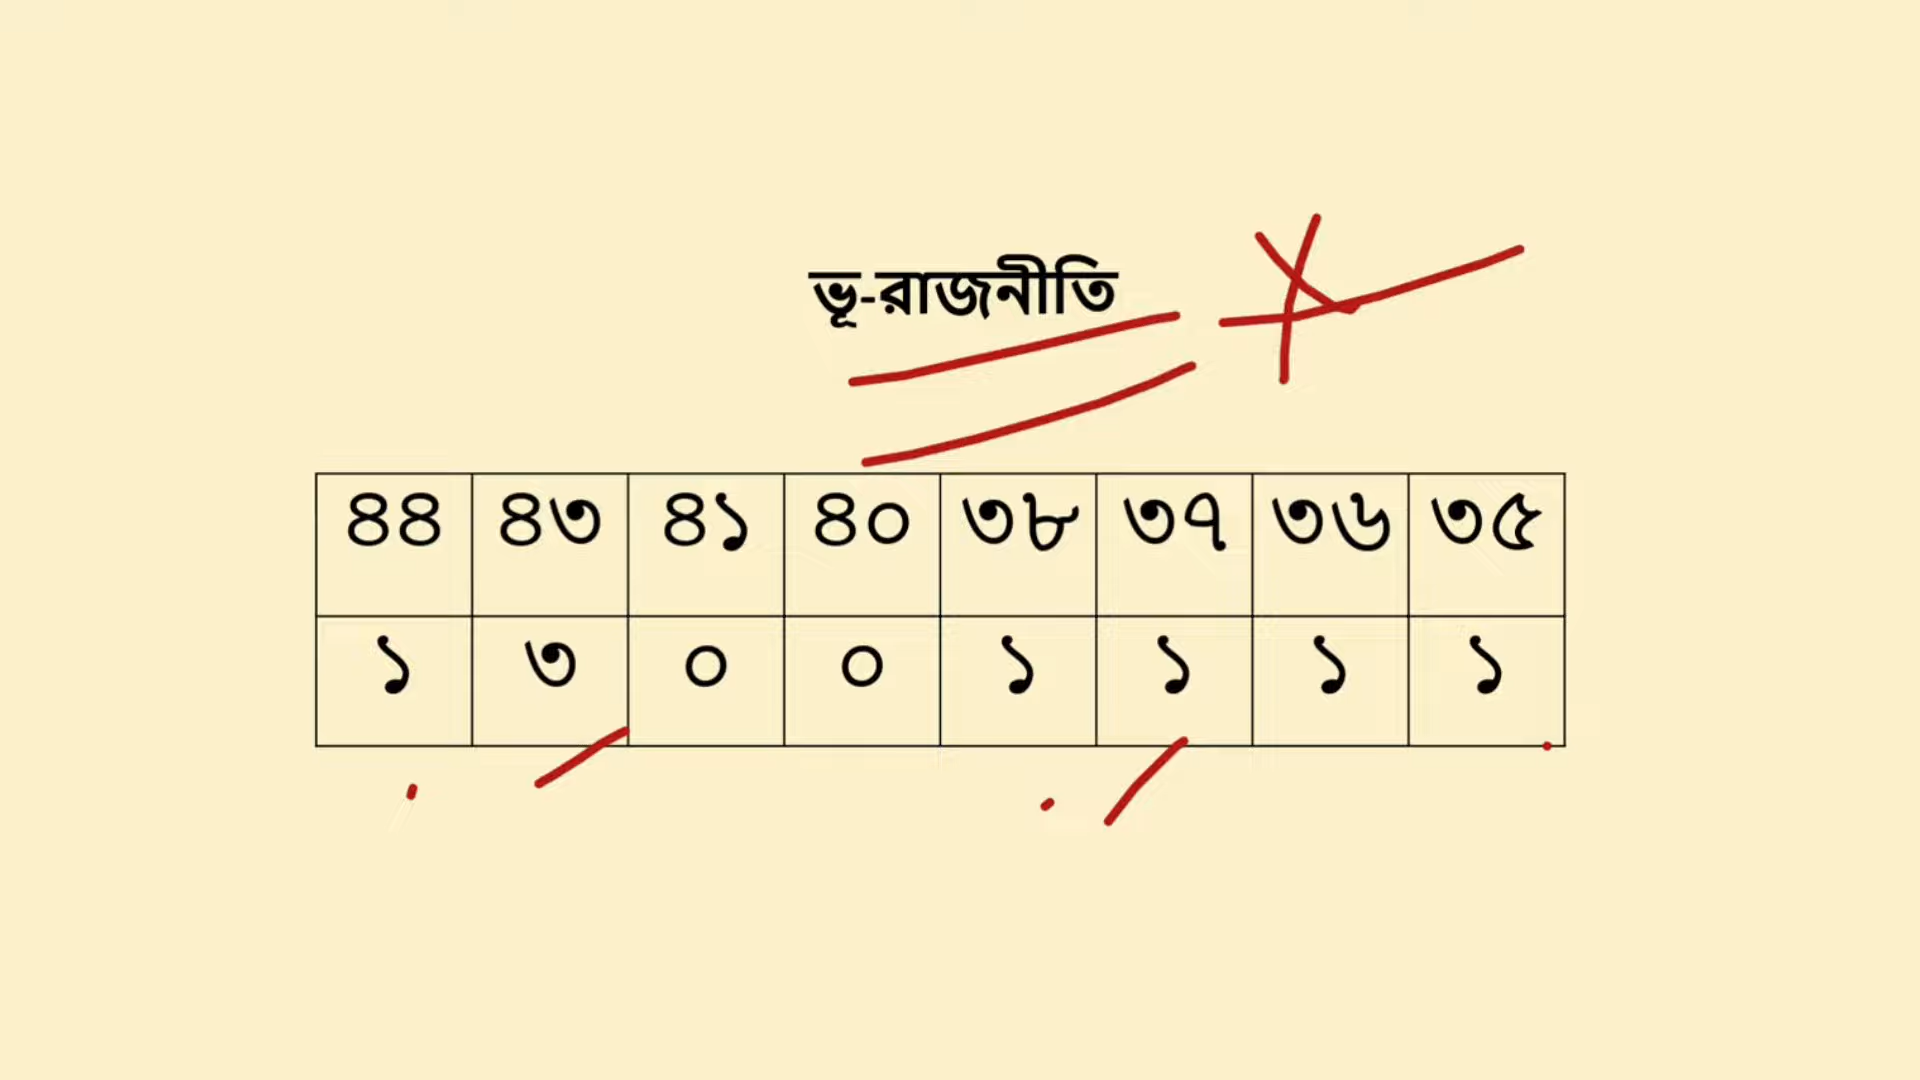 ভূ-রাজনীতি
৪৪ ৪৩ ৪১ ৪০ ৩৮ ৩৭ ৩৬ ৩৫
১ ৩ ০ ০ ১ ১ ১ ১